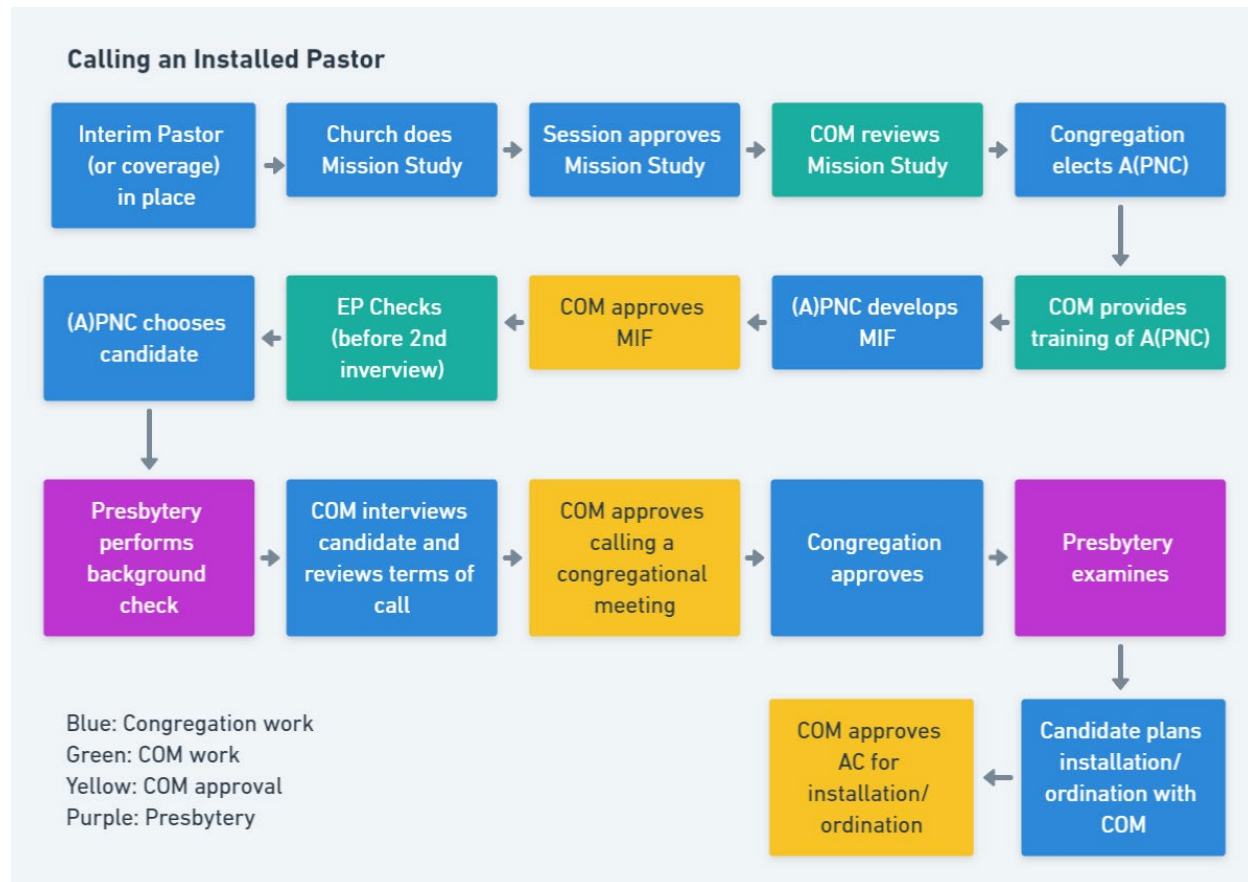 Calling an Installed Pastor
Interim Pastor
(or coverage)
in place
Church does
Mission Study
Session approves
Mission Study
COM reviews
Mission Study
Congregation
elects A(PNC)
COM provides
training of A(PNC)
(A)PNC develops
MIF
COM approves
MIF
EP Checks
(before 2nd
inverview)
(A)PNC chooses
candidate
Presbytery
performs
background
check
COM interviews
candidate and
reviews terms of
call
COM approves
calling a
congregational
meeting
Congregation
approves
Presbytery
examines
Candidate plans
installation/
ordination with
COM
COM approves
AC for
installation/
ordination
Blue: Congregation work
Green: COM work
Yellow: COM approval
Purple: Presbytery